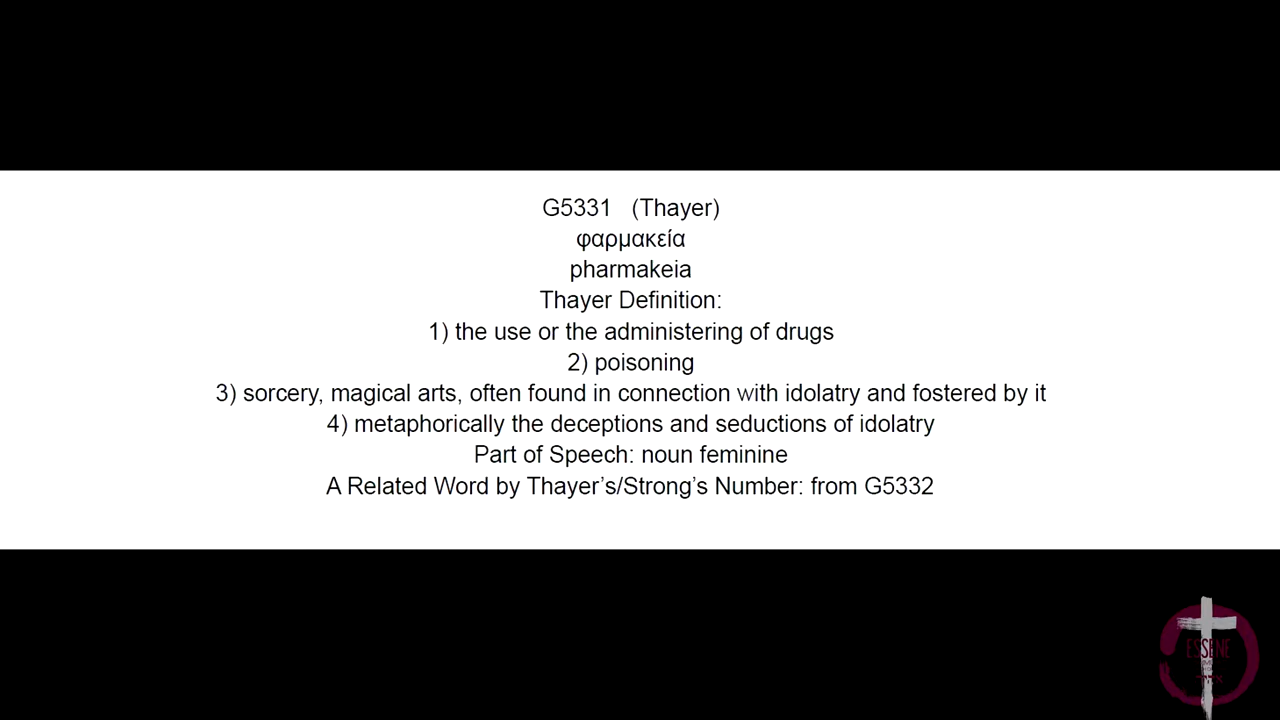 G5331 (Thayer)
φαρμακεία
pharmakeia
Thayer Definition:
1) the use or the administering of drugs
2) poisoning
3) sorcery, magical arts, often found in connection with idolatry and fostered by it
4) metaphorically the deceptions and seductions of idolatry
Part of Speech: noun feminine
A Related Word by Thayer’s/Strong’s Number: from G5332
ESSENE